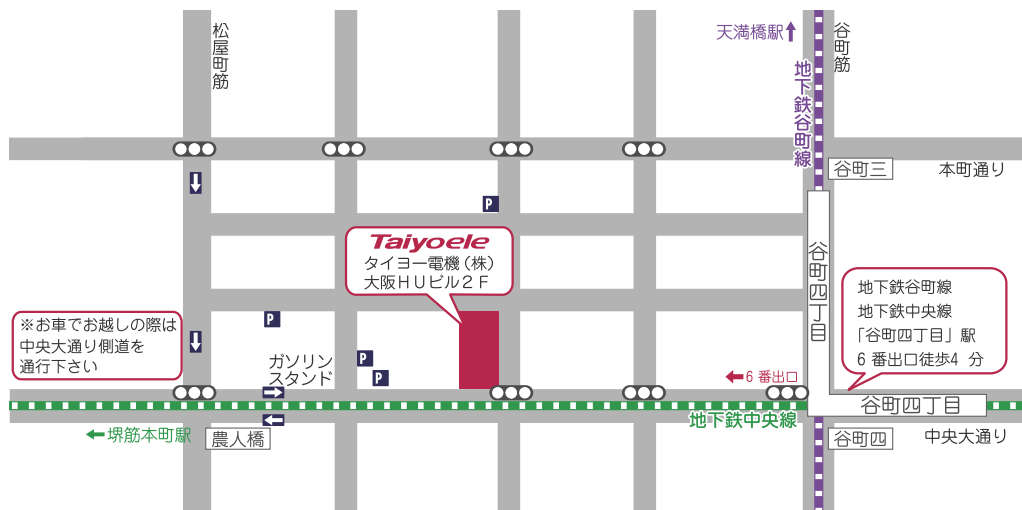 松屋町筋
天満橋駅
谷町筋
地下鉄谷町線
谷町三
本町通り
P
Taiyoele
タイヨー電機(株)
大阪HUビル2F
谷町四丁目
地下鉄谷町線
地下鉄中央線
「谷町四丁目」駅
6 番出口徒歩4 分
※お車でお越しの際は
中央大通り側道を
通行下さい
P
ガソリン
スタンド
P
P
6 番出口
谷町四丁目
地下鉄中央線
堺筋本町駅
農人橋
谷町四
中央大通り